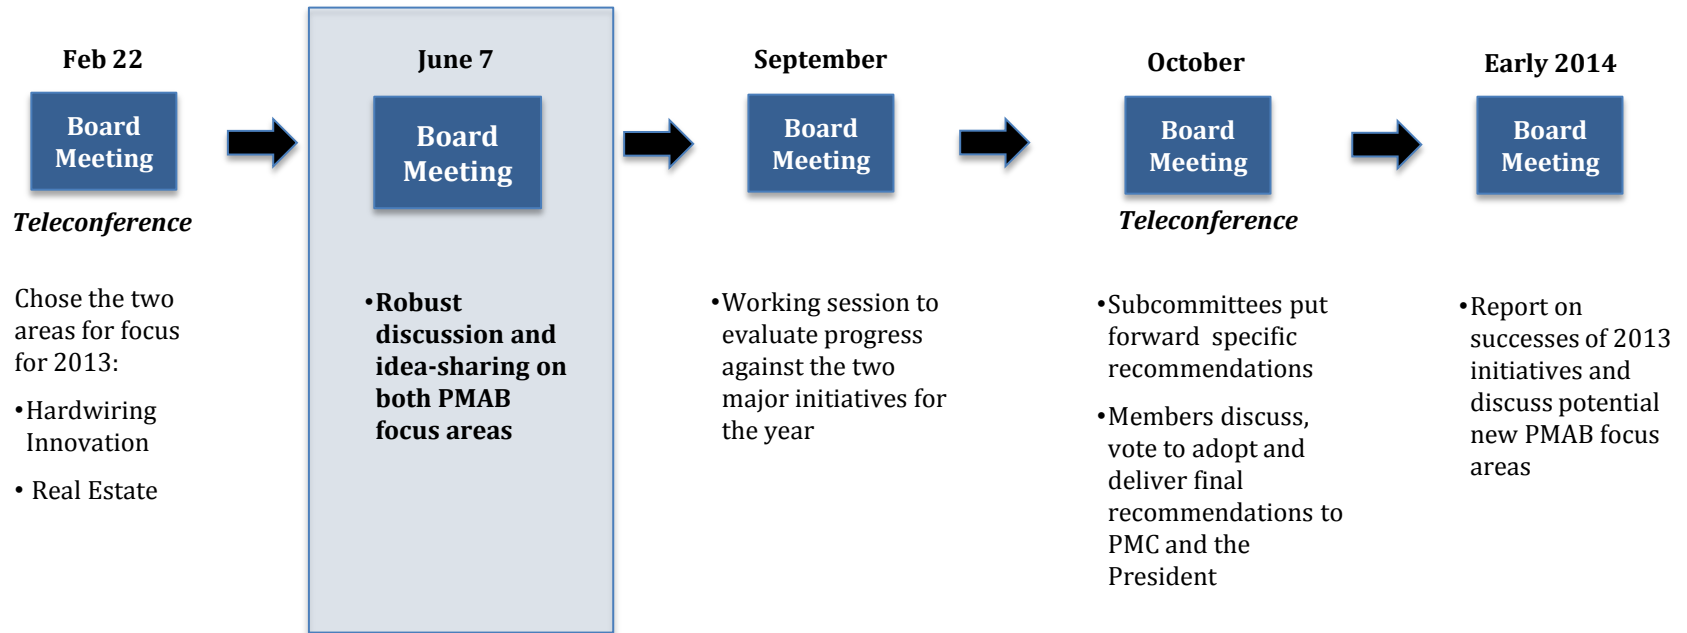 Feb 22
Board
Meeting
Teleconference
Chose the two
areas for focus
for 2013:
•Hardwiring
Innovation
• Real Estate
June 7
Board
Meeting
•Robust
discussion and
idea-sharing on
both PMAB
focus areas
September
Board
Meeting
•Working session to
evaluate progress
against the two
major initiatives for
the year
October
Board
Meeting
Teleconference
•Subcommittees put
forward specific
recommendations
•Members discuss,
vote to adopt and
deliver final
recommendations to
PMC and the
President
Early 2014
Board
Meeting
•Report on
successes of 2013
initiatives and
discuss potential
new PMAB focus
areas